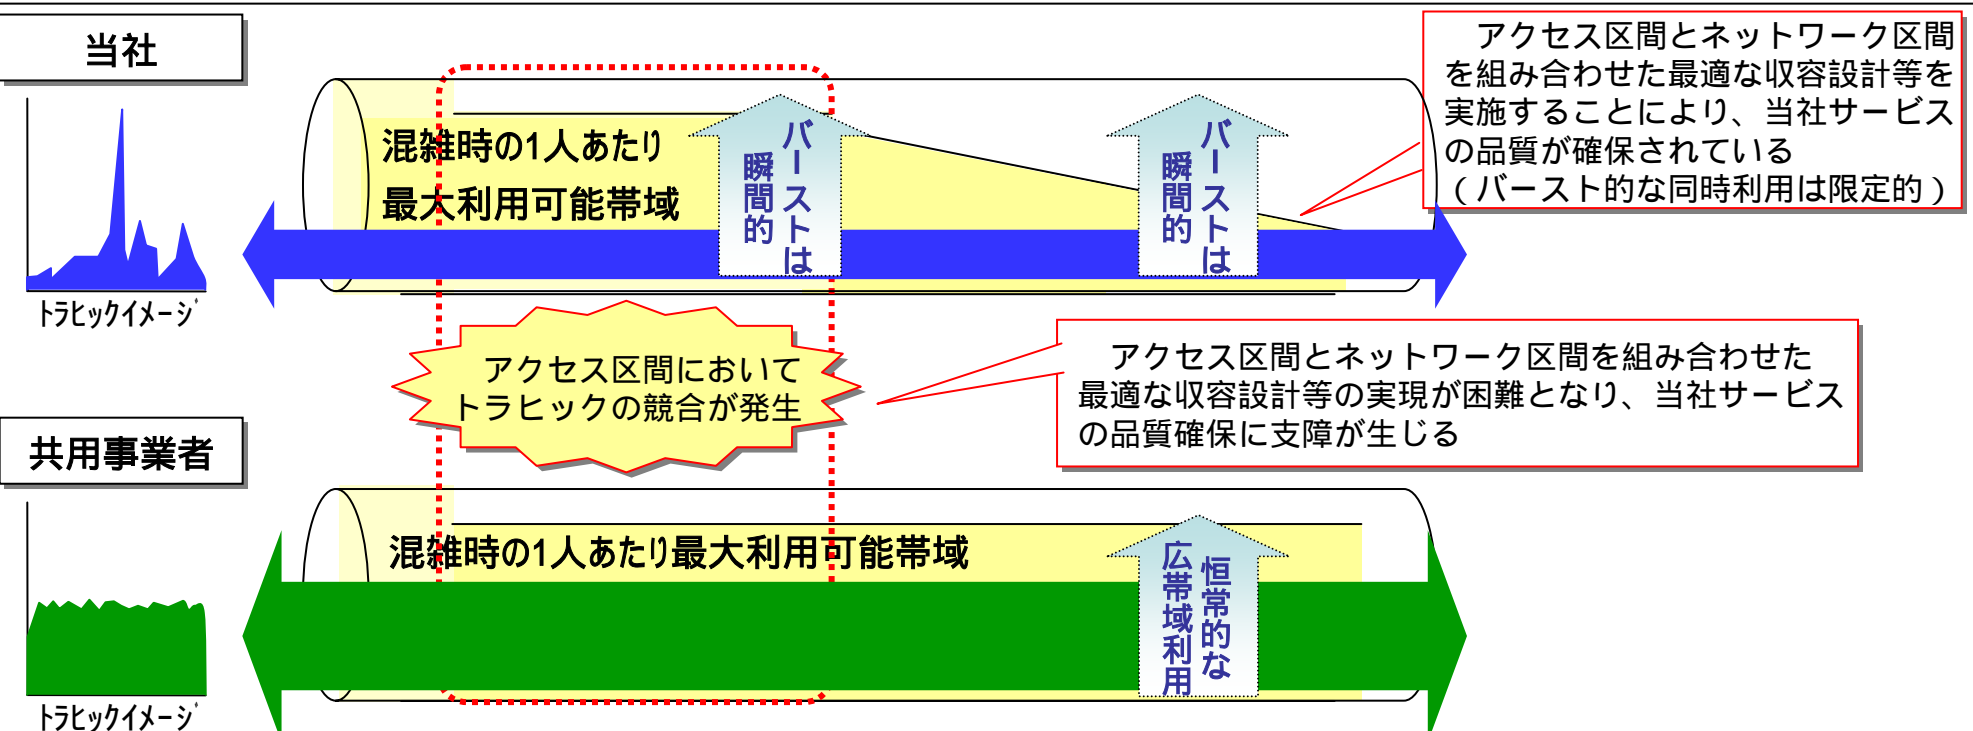 当社
アクセス区間とネットワーク区間
を組み合わせた最適な収容設計等を
実施することにより、当社サービス
の品質が確保されている
（バースト的な同時利用は限定的）
混雑時の1人あたり
最大利用可能帯域
バーストは
瞬間的
バーストは
瞬間的
トラヒックイメージ
アクセス区間において
トラヒックの競合が発生
アクセス区間とネットワーク区間を組み合わせた
最適な収容設計等の実現が困難となり、当社サービス
の品質確保に支障が生じる
共用事業者
混雑時の1人あたり最大利用可能帯域
恒常的な
広帯域利用
トラヒックイメージ